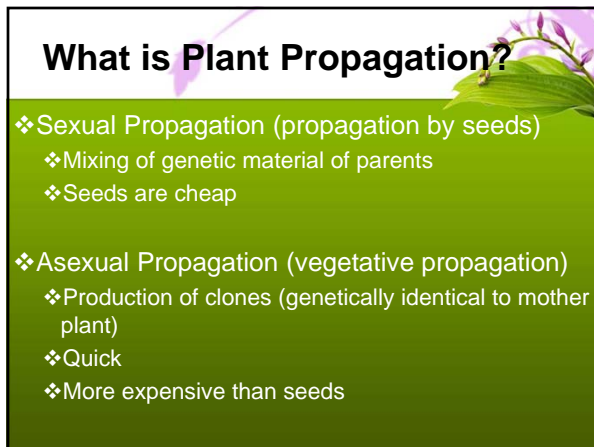 What is Plant Propagation?
❖Sexual Propagation (propagation by seeds)
❖Mixing of genetic material of parents
❖Seeds are cheap
❖Asexual Propagation (vegetative propagation)
❖Production of clones (genetically identical to mother
plant)
❖Quick
❖More expensive than seeds